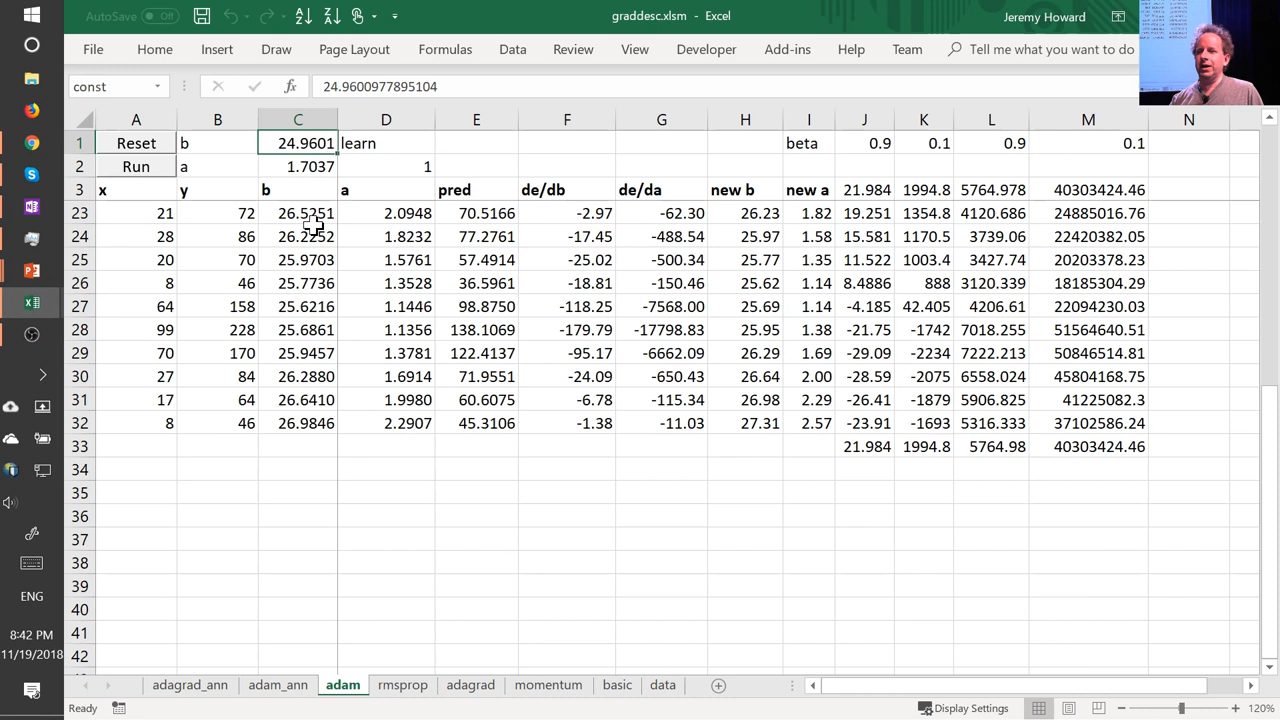 AutoSave Off graddesc.xlsm - Excel Jeremy Howard
File Home Insert Draw Page Layout Data Review View Developer Add-ins Help Team Tell me what you want to do
const fx 24.9600977895104
A B C D E F G H I J K L M N
1 Reset b 24.9601 learn beta 0.9 0.1 0.9 0.1
2 Run a 1.7037 1
3 x y b a pred de/db de/da new b new a 21.984 1994.8 5764.978 40303424.46
23 21 72 26.5251 2.0948 70.5166 -2.97 -62.30 26.23 1.82 19.251 1354.8 4120.686 24885016.76
24 28 86 26.2252 1.8232 77.2761 -17.45 -488.54 25.97 1.58 15.581 1170.5 3739.06 22420382.05
25 20 70 25.9703 1.5761 57.4914 -25.02 -500.34 25.77 1.35 11.522 1003.4 3427.74 20203378.23
26 8 46 25.7736 1.3528 36.5961 -18.81 -150.46 25.62 1.14 8.4886 888 3120.339 18185304.29
27 64 158 25.6216 1.1446 98.8750 -118.25 -7568.00 25.69 1.14 -4.185 42.405 4206.61 22094230.03
28 99 228 25.6861 1.1356 138.1069 -179.79 -17798.83 25.95 1.38 -21.75 -1742 7018.255 51564640.51
29 70 170 25.9457 1.3781 122.4137 -95.17 -6662.09 26.29 1.69 -29.09 -2234 7222.213 50846514.81
30 27 84 26.2880 1.6914 71.9551 -24.09 -650.43 26.64 2.00 -28.59 -2075 6558.024 45804168.75
31 17 64 26.6410 1.9980 60.6075 -6.78 -115.34 26.98 2.29 -26.41 -1879 5906.825 41225082.3
32 8 46 26.9846 2.2907 45.3106 -1.38 -11.03 27.31 2.57 -23.91 -1693 5316.333 37102586.24
33 21.984 1994.8 5764.98 40303424.46
34
35
36
37
38
39
40
41
42
ENG
8:42 PM
11/19/2018
adagrad_ann adam_ann adam rmsprop adagrad momentum basic data
Ready Display Settings 120%